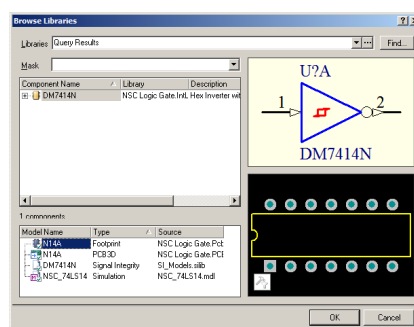 Browse Libraries
Libraries Query Results Find...
Mask
Component Name Library Description
DM7414N NSC Logic Gate.IntL Hex Inverter wit
1 components
Model Name Type Source
N14A Footprint NSC Logic Gate.Pcb
N14A PCB3D NSC Logic Gate.PCI
DM7414N Signal Integrity SI_Models.silib
NSC_74LS14 Simulation NSC_74LS14.mdl
U?A
1 2
DM7414N
OK Cancel